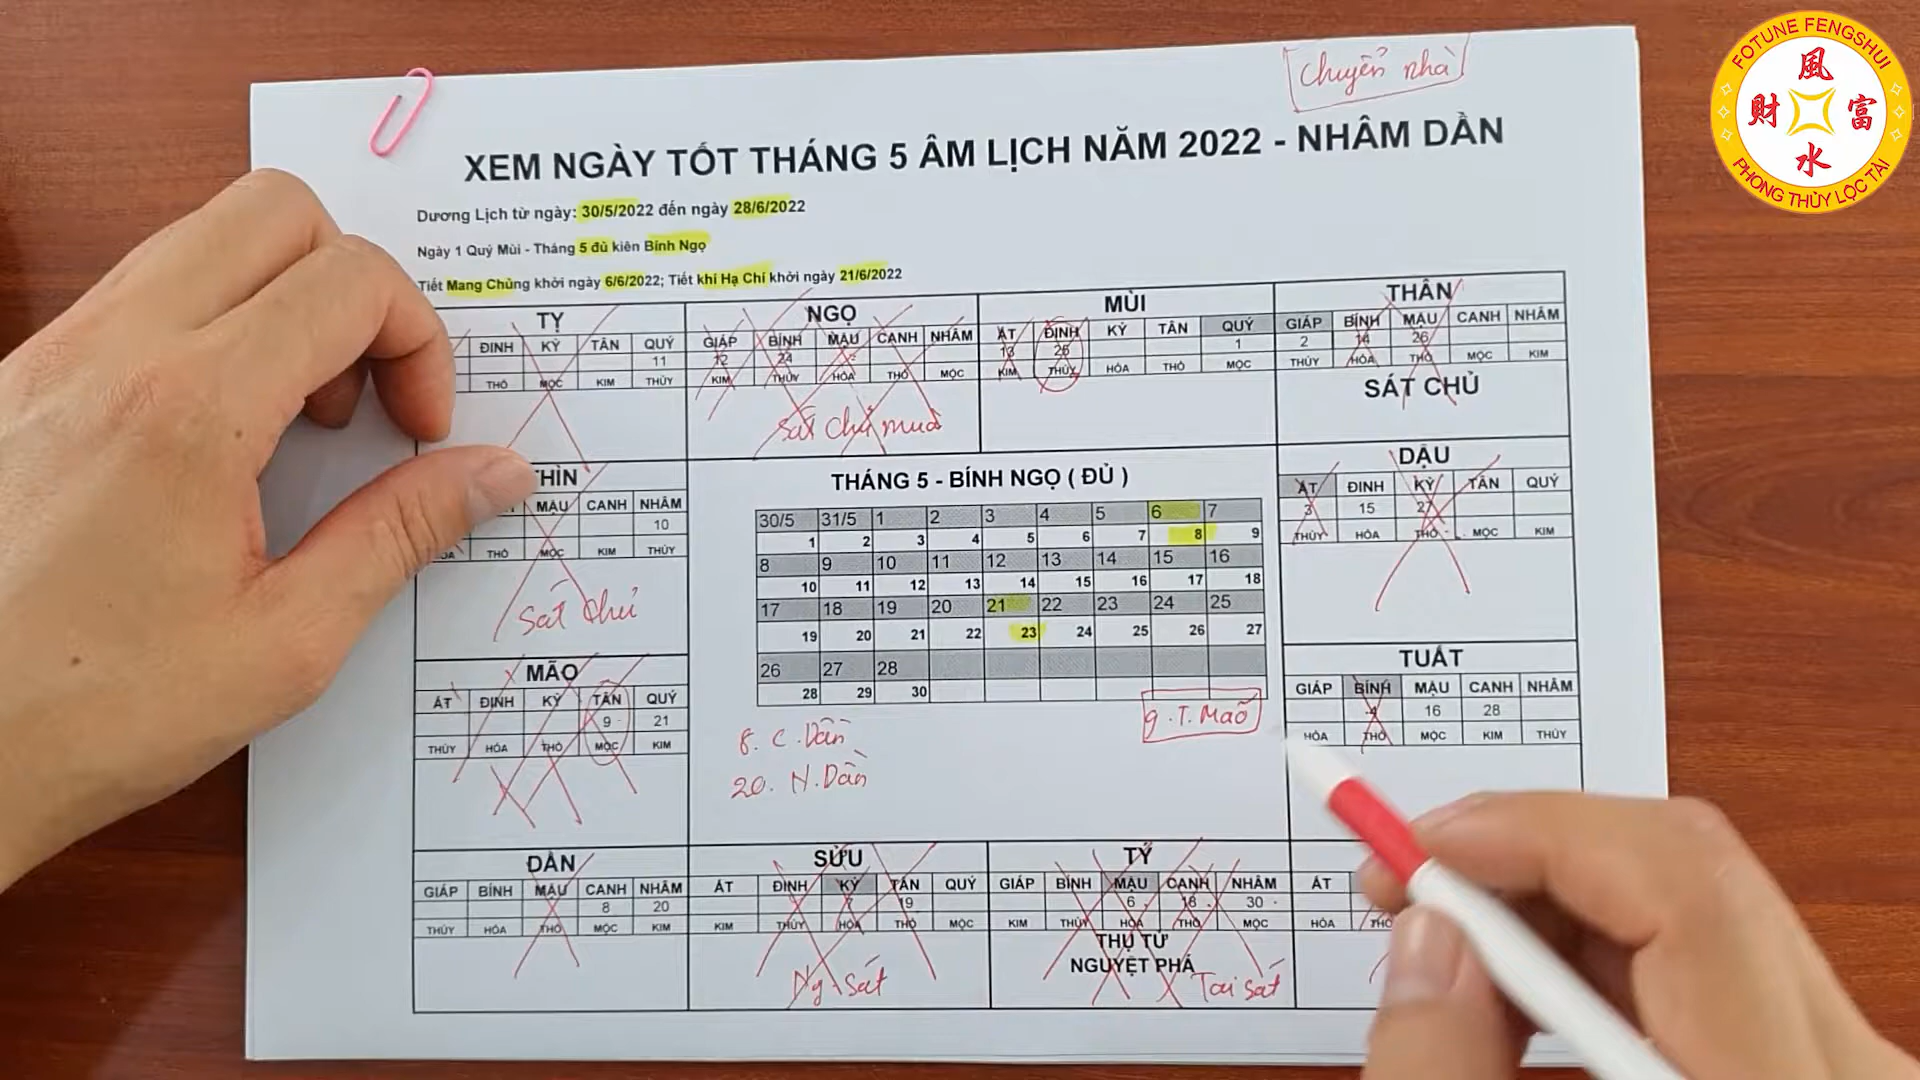 FOTUNE FENGSHUI
風
財 富
水
PHONG THỦY LỘC TÀI
Chuyển nhà
XEM NGÀY TỐT THÁNG 5 ÂM LỊCH NĂM 2022 - NHÂM DẦN
Dương Lịch từ ngày: 30/5/2022 đến ngày 28/6/2022
Ngày 1 Quý Mùi - Tháng 5 đủ kiên Bính Ngọ
Tiết Mang Chủng khởi ngày 6/6/2022; Tiết khí Hạ Chí khởi ngày 21/6/2022
TỴ
ĐINH KỶ TÂN QUÝ
11
THỔ MỘC KIM THỦY
NGỌ
GIÁP BÍNH MẬU CANH NHÂM
12 24
KIM THỦY HỎA THỔ MỘC
Sát chủ mùa
MÙI
ẤT ĐINH KỶ TÂN QUÝ
13 25 1
KIM THỦY HỎA THỔ MỘC
THÂN
GIÁP BÍNH MẬU CANH NHÂM
2 14 26
THỦY HỎA THỔ MỘC KIM
SÁT CHỦ
THÌN
MẬU CANH NHÂM
10
THỔ MỘC KIM THỦY
Sát chủ
THÁNG 5 - BÍNH NGỌ ( ĐỦ )
30/5 31/5 1 2 3 4 5 6 7
1 2 3 4 5 6 7 8 9
8 9 10 11 12 13 14 15 16
10 11 12 13 14 15 16 17 18
17 18 19 20 21 22 23 24 25
19 20 21 22 23 24 25 26 27
26 27 28
28 29 30
8. C. Dần
20. N. Dần
9. T. Mão
DẬU
ẤT ĐINH KỶ TÂN QUÝ
3 15 27
THỦY HỎA THỔ MỘC KIM
MÃO
ẤT ĐINH KỶ TÂN QUÝ
9 21
THỦY HỎA THỔ MỘC KIM
TUẤT
GIÁP BÍNH MẬU CANH NHÂM
4 16 28
HỎA THỔ MỘC KIM THỦY
DẦN
GIÁP BÍNH MẬU CANH NHÂM
8 20
THỦY HỎA THỔ MỘC KIM
SỬU
ẤT ĐINH KỶ TÂN QUÝ
7 19
KIM THỦY HỎA THỔ MỘC
Ng. Sát
TÝ
GIÁP BÍNH MẬU CANH NHÂM
6 18 30
KIM THỦY HỎA THỔ MỘC
THỤ TỬ
NGUYỆT PHÁ
Tai sát
ẤT
HỎA THỔ